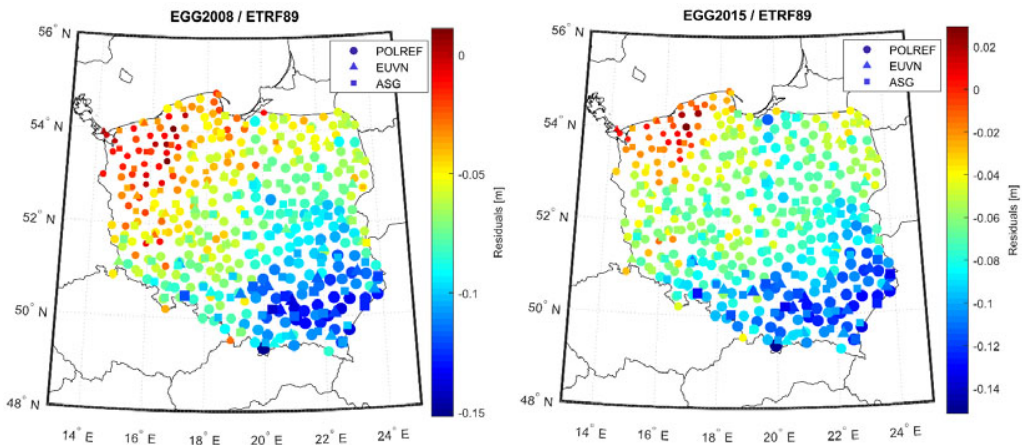 EGG2008 / ETRF89
56° N
54° N
52° N
50° N
48° N
14° E
16° E
18° E
20° E
22° E
24° E
POLREF
EUVN
ASG
0
-0.05
-0.1
-0.15
Residuals [m]
EGG2015 / ETRF89
56° N
54° N
52° N
50° N
48° N
14° E
16° E
18° E
20° E
22° E
24° E
POLREF
EUVN
ASG
0.02
0
-0.02
-0.04
-0.06
-0.08
-0.1
-0.12
-0.14
Residuals [m]